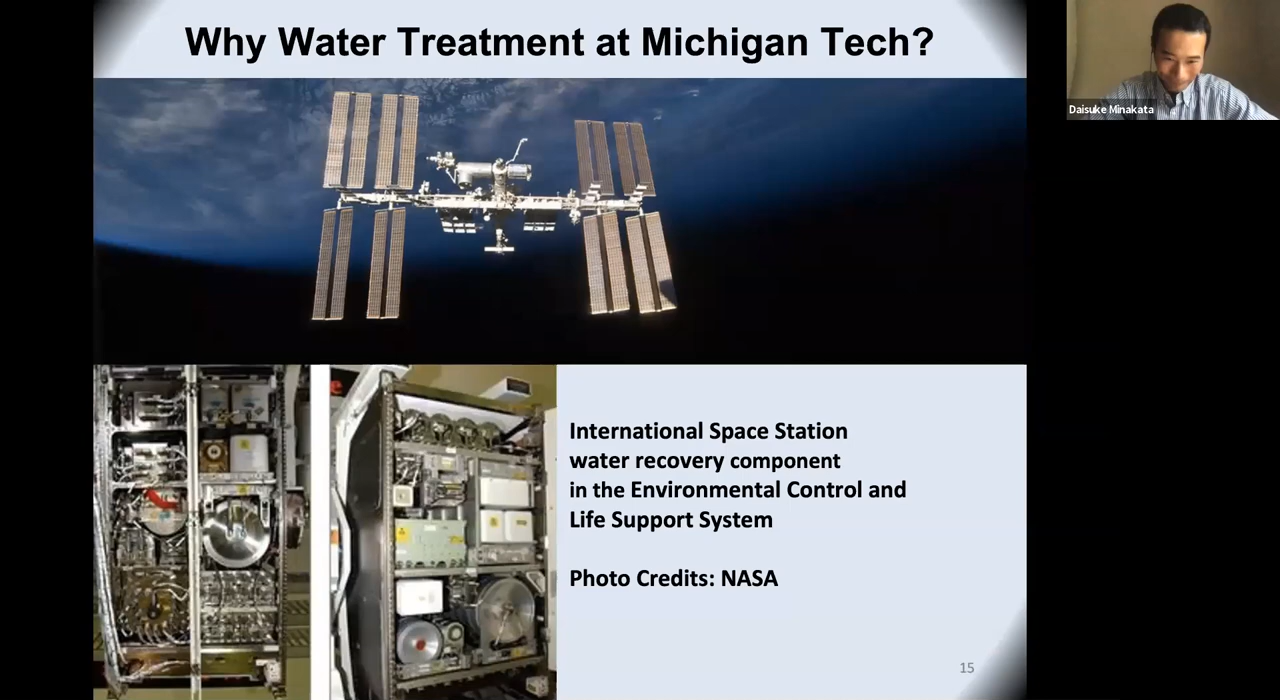 Why Water Treatment at Michigan Tech?
Daisuke Minakata
International Space Station
water recovery component
in the Environmental Control and
Life Support System
Photo Credits: NASA
15